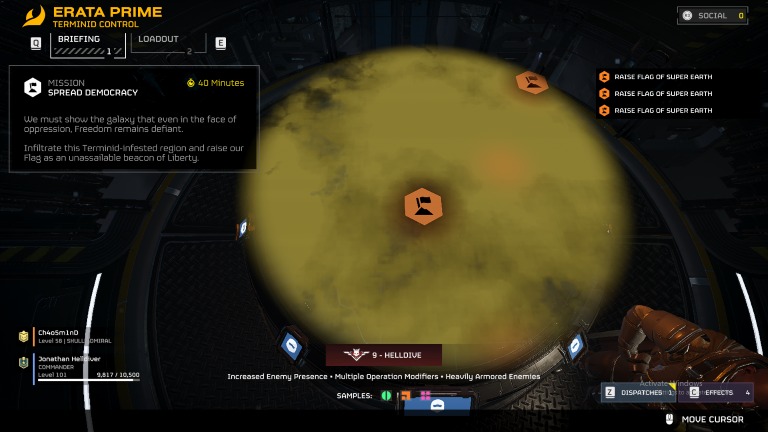 ERATA PRIME
TERMINID CONTROL
SOCIAL 0
Q BRIEFING 1 LOADOUT 2 E
MISSION
SPREAD DEMOCRACY
40 Minutes
We must show the galaxy that even in the face of
oppression, Freedom remains defiant.
Infiltrate this Terminid-infested region and raise our
Flag as an unassailable beacon of Liberty.
RAISE FLAG OF SUPER EARTH
RAISE FLAG OF SUPER EARTH
RAISE FLAG OF SUPER EARTH
Ch4oSm1nD
Level 58 | SKULL ADMIRAL
Jonathan Helldiver
COMMANDER
Level 101 9,817 / 10,500
9 - HELLDIVE
Increased Enemy Presence • Multiple Operation Modifiers • Heavily Armored Enemies
SAMPLES:
Activate Windows
Z DISPATCHES 1 C EFFECTS 4
MOVE CURSOR